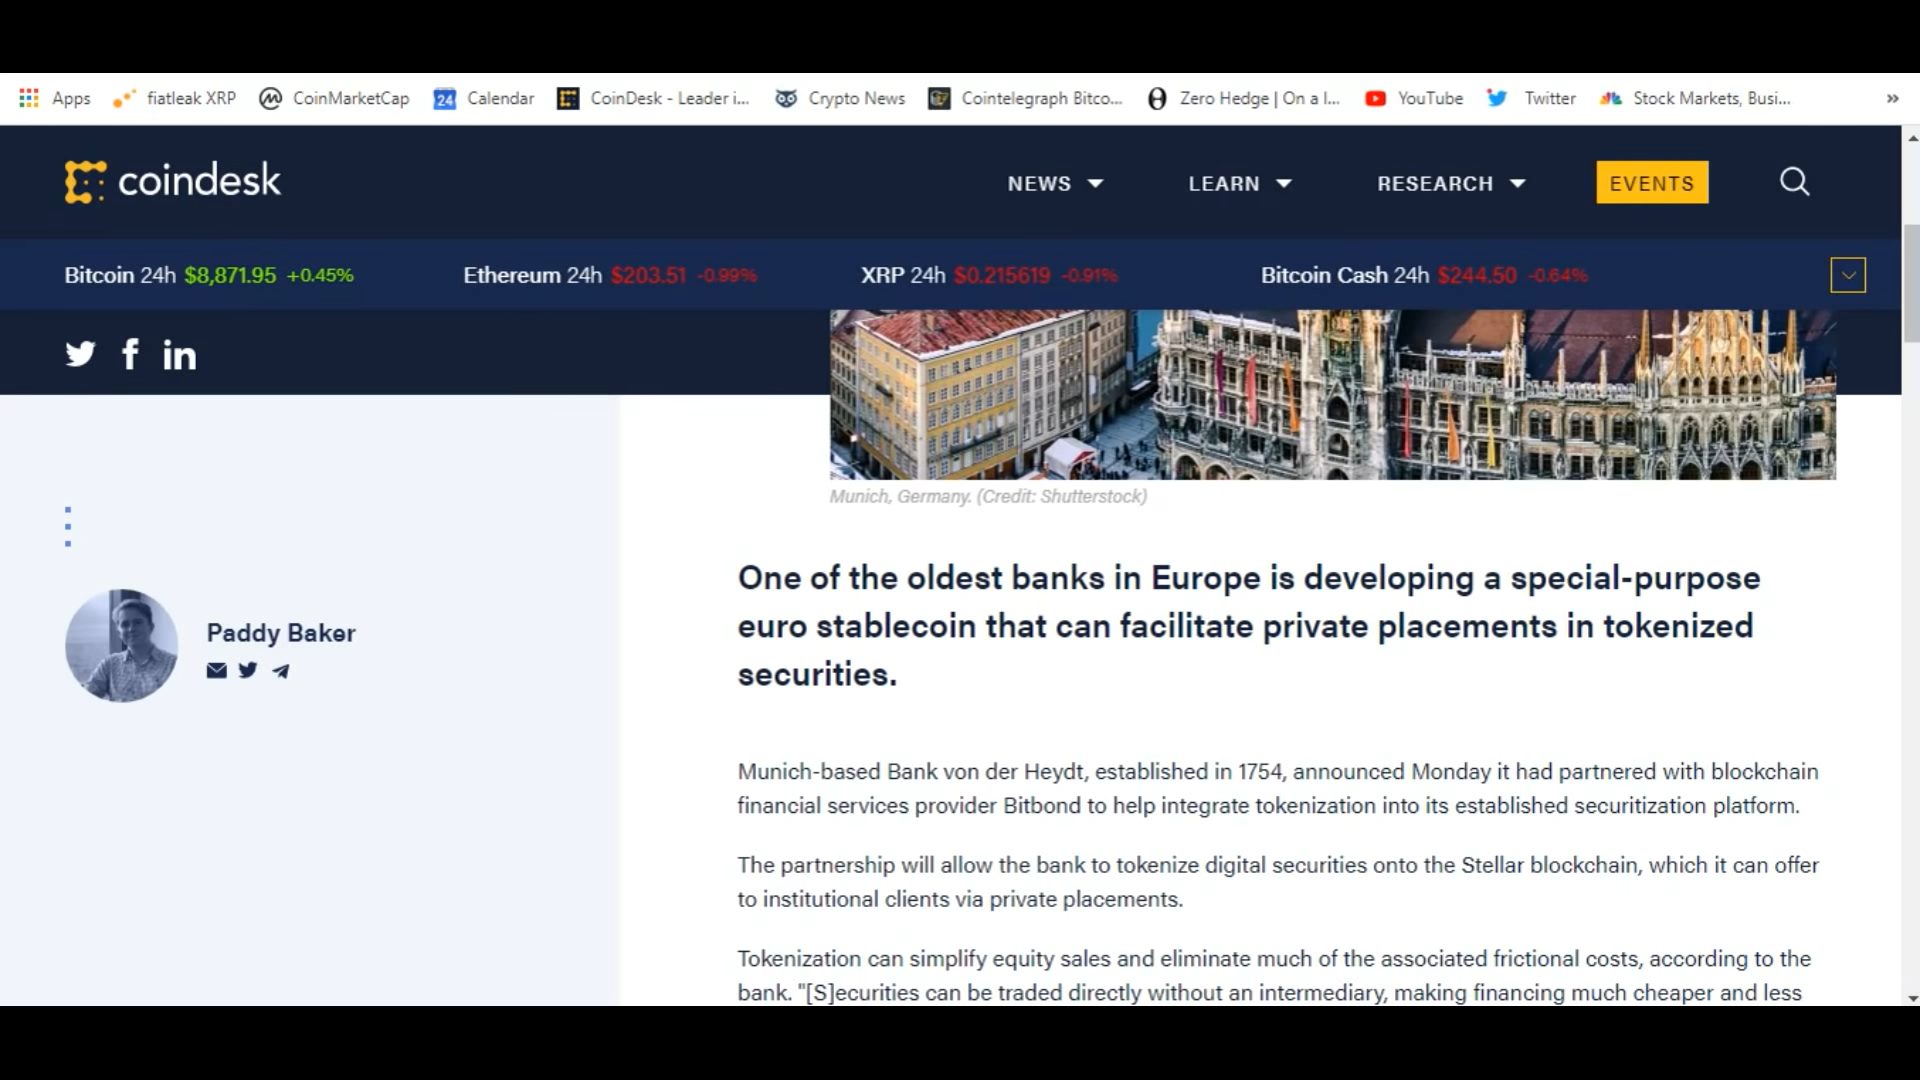 Apps fiatleak XRP CoinMarketCap 24 Calendar CoinDesk - Leader i... Crypto News Cointelegraph Bitco... Zero Hedge | On a l... YouTube Twitter Stock Markets, Busi... »
coindesk NEWS LEARN RESEARCH EVENTS
Bitcoin 24h $8,871.95 +0.45% Ethereum 24h $203.51 -0.99% XRP 24h $0.215619 -0.91% Bitcoin Cash 24h $244.50 -0.64%
Munich, Germany. (Credit: Shutterstock)
Paddy Baker
One of the oldest banks in Europe is developing a special-purpose
euro stablecoin that can facilitate private placements in tokenized
securities.
Munich-based Bank von der Heydt, established in 1754, announced Monday it had partnered with blockchain
financial services provider Bitbond to help integrate tokenization into its established securitization platform.
The partnership will allow the bank to tokenize digital securities onto the Stellar blockchain, which it can offer
to institutional clients via private placements.
Tokenization can simplify equity sales and eliminate much of the associated frictional costs, according to the
bank. "[S]ecurities can be traded directly without an intermediary, making financing much cheaper and less